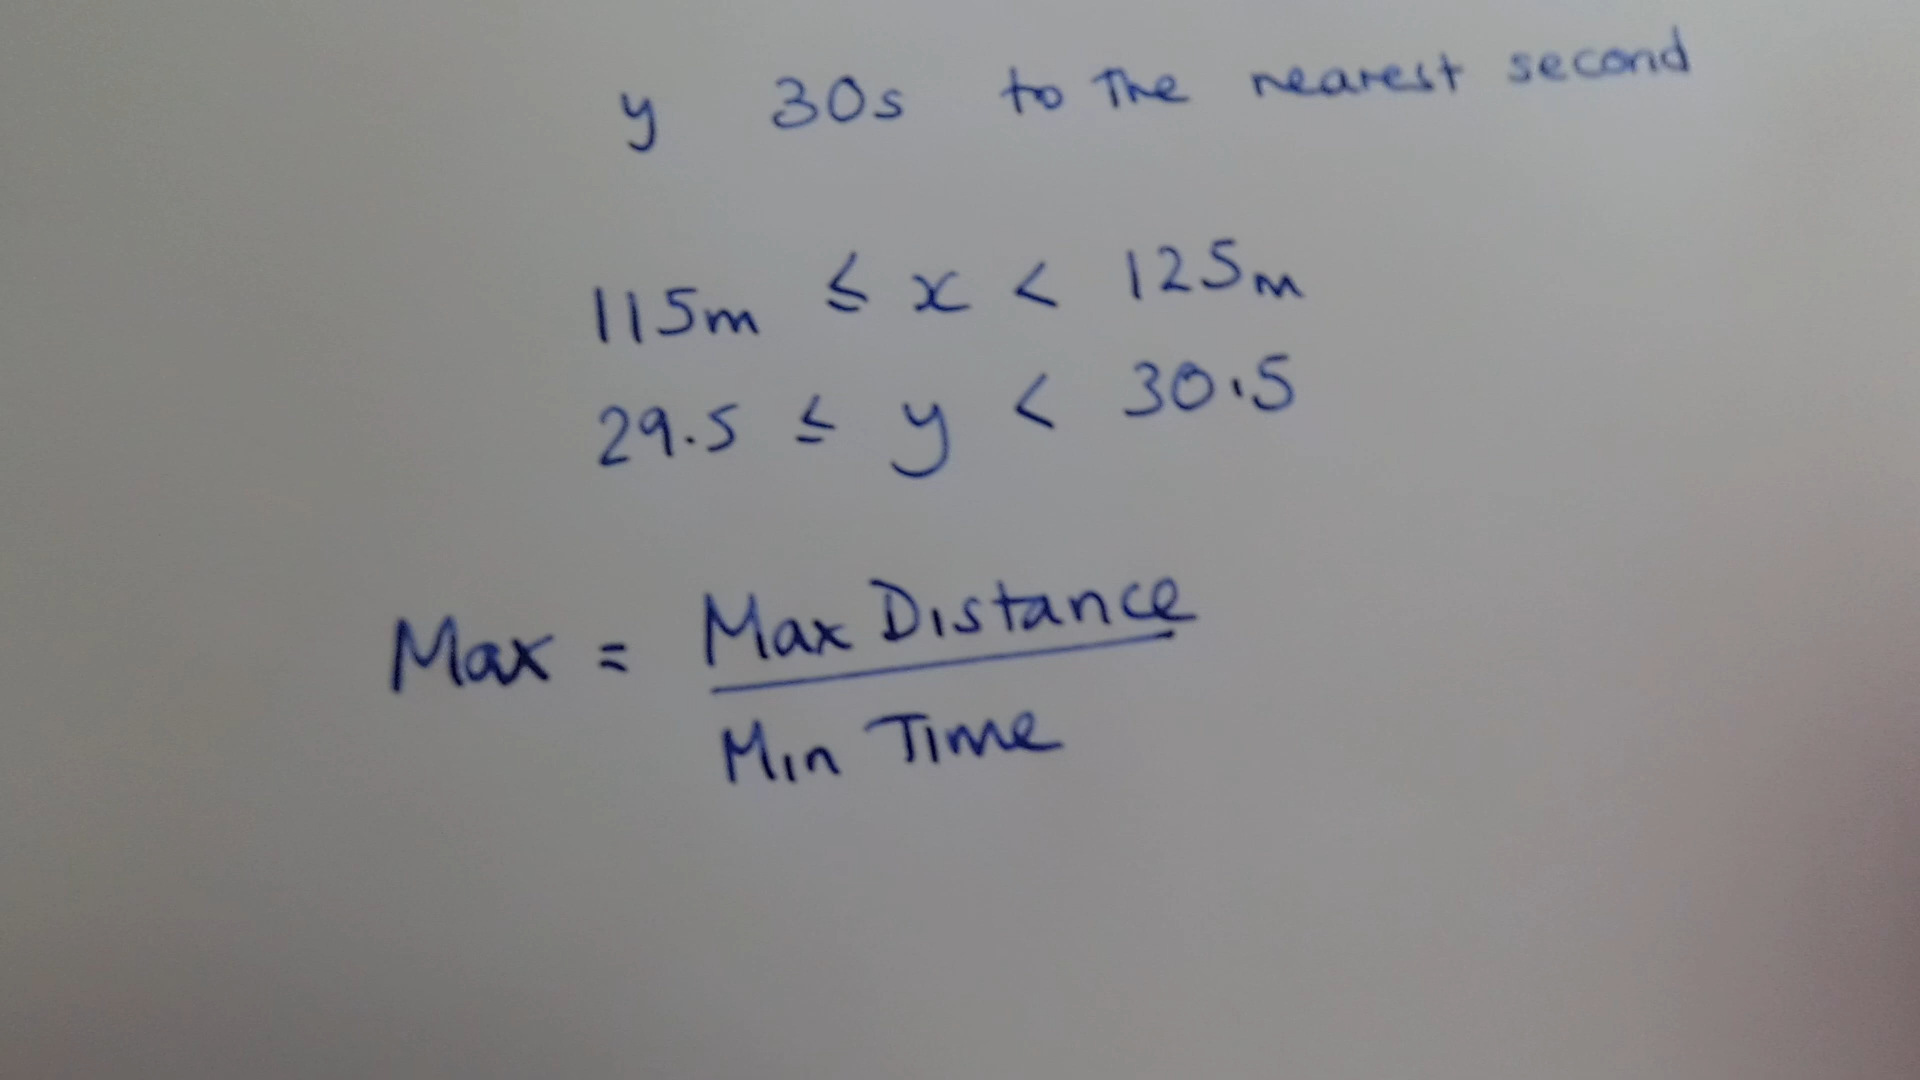 y 30s to the nearest second
115m ≤ x < 125m
29.5 ≤ y < 30.5
Max = Max Distance
Min Time